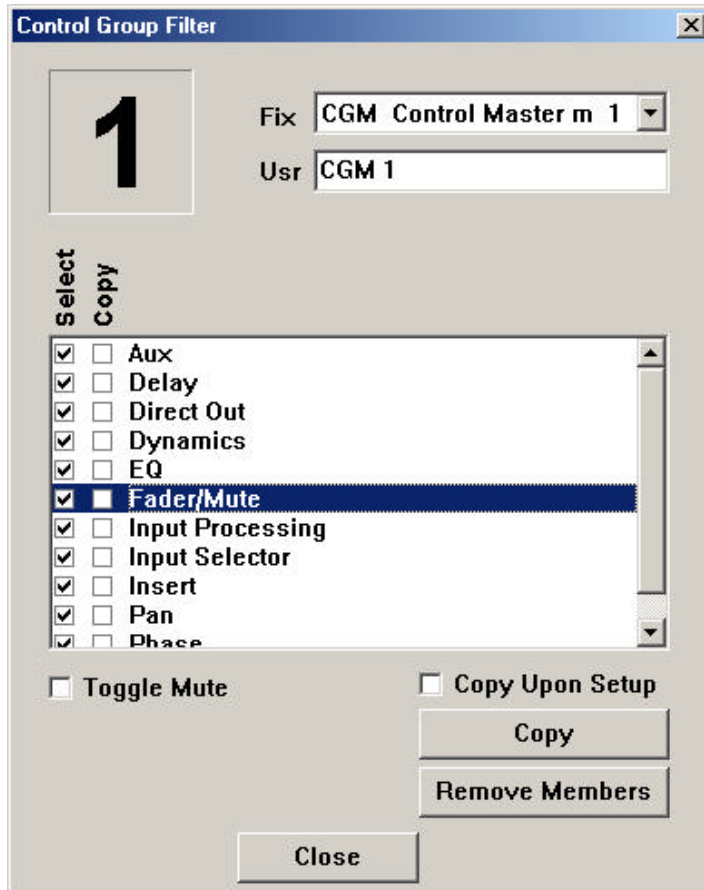 Control Group Filter
1
Fix CGM Control Master m 1
Usr CGM 1
Select
Copy
Aux
Delay
Direct Out
Dynamics
EQ
Fader/Mute
Input Processing
Input Selector
Insert
Pan
Phase
Toggle Mute
Copy Upon Setup
Copy
Remove Members
Close